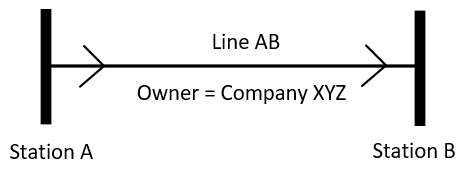 Line AB
Owner = Company XYZ
Station A
Station B